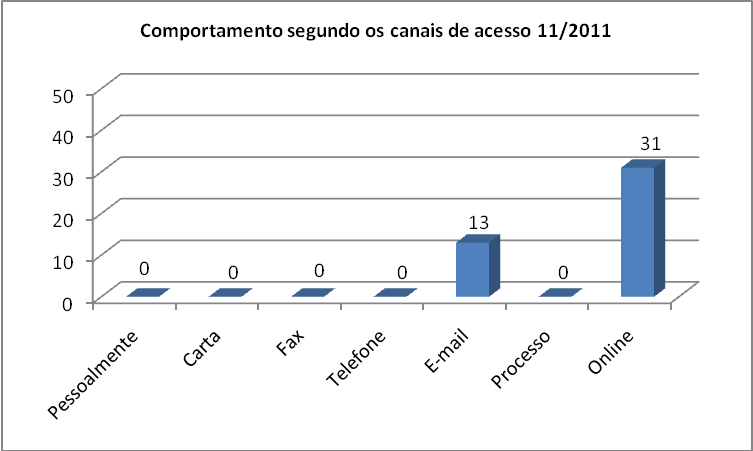 Comportamento segundo os canais de acesso 11/2011
50
40
30
20
10
0
0
0
0
0
13
0
31
Pessoalmente
Carta
Fax
Telefone
E-mail
Processo
Online